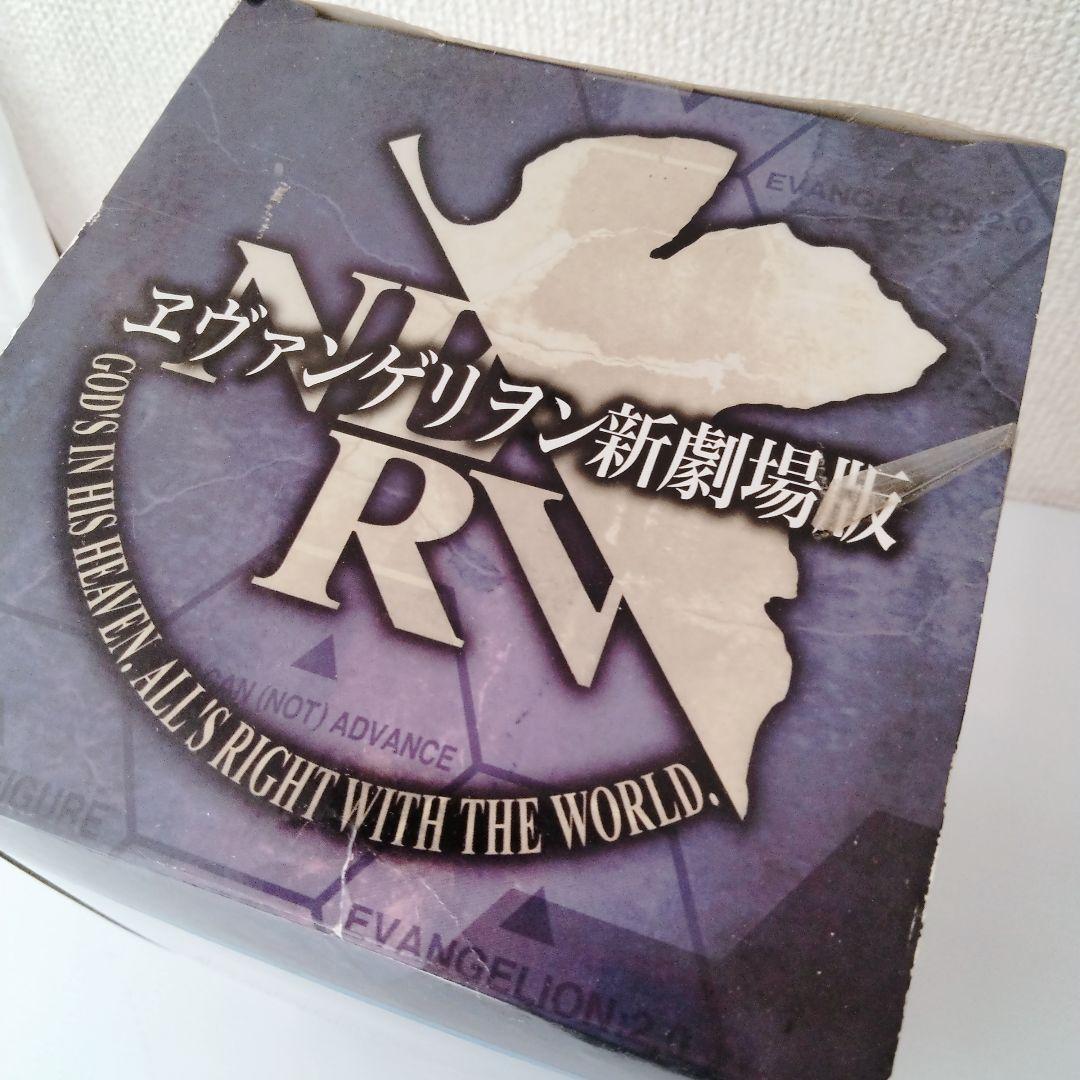 EVANGELION:2.0
NERV
ヱヴァンゲリヲン新劇場版
GOD'S IN HIS HEAVEN. ALL'S RIGHT WITH THE WORLD.
CAN (NOT) ADVANCE
FIGURE
EVANGELION:2.0